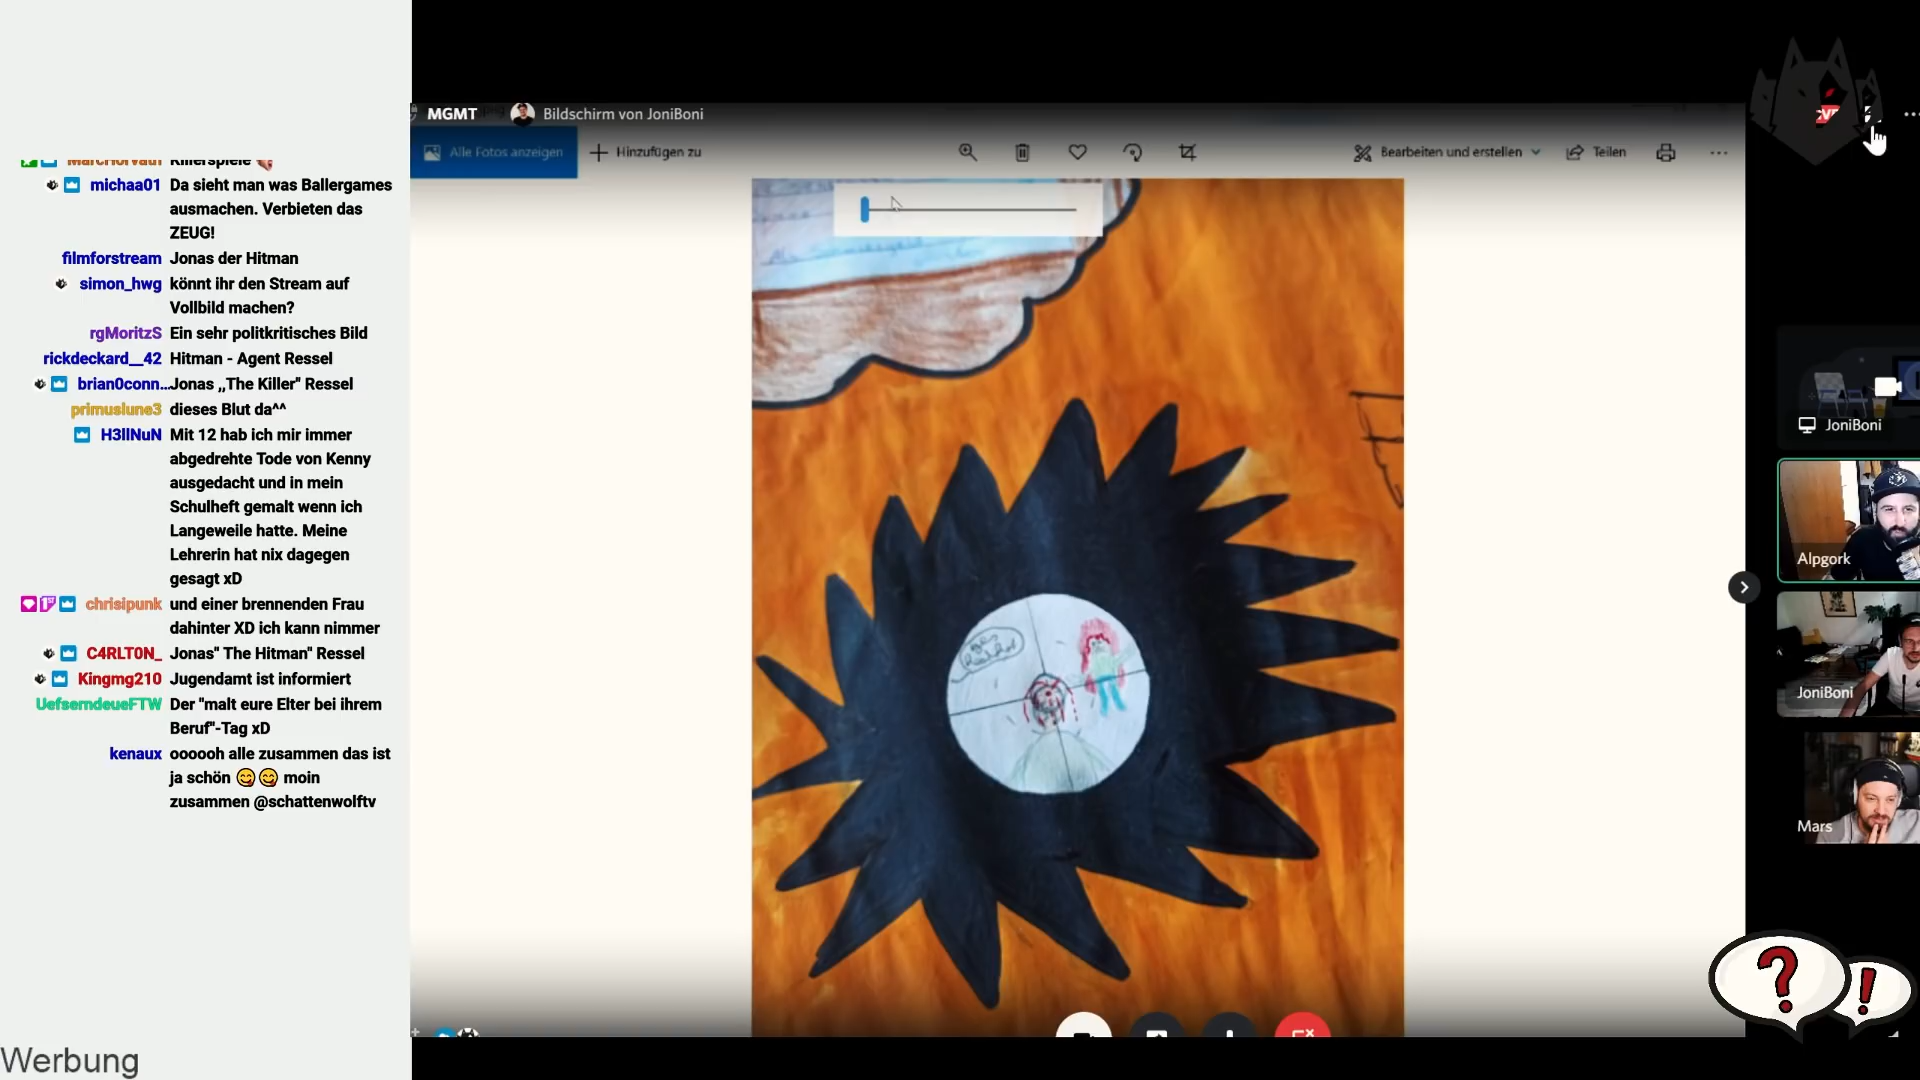 MarcHorvath Killerspiele
michaa01 Da sieht man was Ballergames
ausmachen. Verbieten das
ZEUG!
filmforstream Jonas der Hitman
simon_hwg könnt ihr den Stream auf
Vollbild machen?
rgMoritzS Ein sehr politkritisches Bild
rickdeckard__42 Hitman - Agent Ressel
brian0conn... Jonas ,,The Killer" Ressel
primuslune3 dieses Blut da^^
H3llNuN Mit 12 hab ich mir immer
abgedrehte Tode von Kenny
ausgedacht und in mein
Schulheft gemalt wenn ich
Langeweile hatte. Meine
Lehrerin hat nix dagegen
gesagt xD
chrisipunk und einer brennenden Frau
dahinter XD ich kann nimmer
C4RLT0N_ Jonas" The Hitman" Ressel
Kingmg210 Jugendamt ist informiert
UefserndeueFTW Der "malt eure Elter bei ihrem
Beruf"-Tag xD
kenaux oooooh alle zusammen das ist
ja schön 😋😋 moin
zusammen @schattenwolftv
Werbung
MGMT Bildschirm von JoniBoni
Alle Fotos anzeigen Hinzufügen zu Bearbeiten und erstellen Teilen
JoniBoni
Alpgork
JoniBoni
Mars
? !